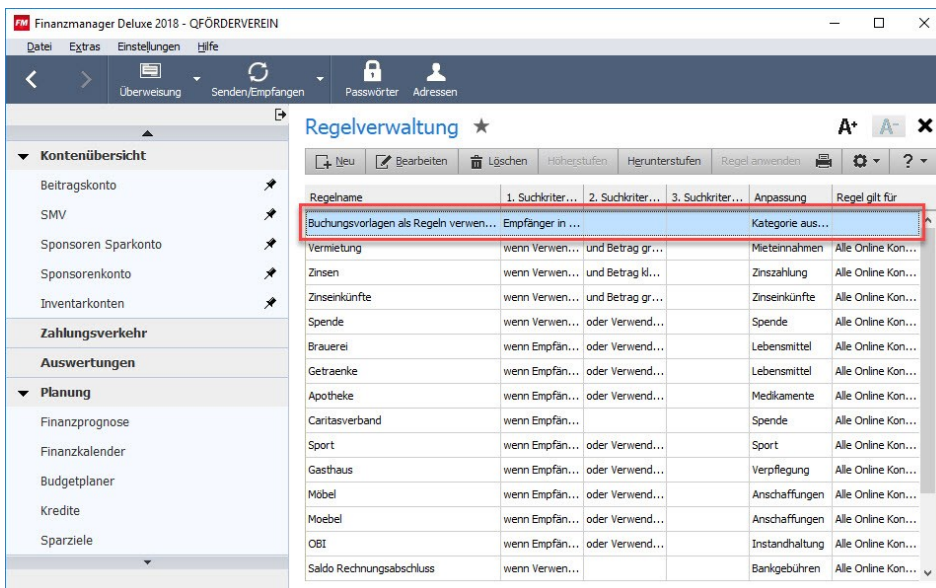 FM Finanzmanager Deluxe 2018 - QFÖRDERVEREIN
Datei Extras Einstellungen Hilfe
Überweisung Senden/Empfangen Passwörter Adressen
Kontenübersicht
Beitragskonto
SMV
Sponsoren Sparkonto
Sponsorenkonto
Inventarkonten
Zahlungsverkehr
Auswertungen
Planung
Finanzprognose
Finanzkalender
Budgetplaner
Kredite
Sparziele
Regelverwaltung A+ A-
Neu Bearbeiten Löschen Höherstufen Herunterstufen Regel anwenden ?
Regelname 1. Suchkriter... 2. Suchkriter... 3. Suchkriter... Anpassung Regel gilt für
Buchungsvorlagen als Regeln verwen... Empfänger in ... Kategorie aus...
Vermietung wenn Verwen... und Betrag gr... Mieteinnahmen Alle Online Kon...
Zinsen wenn Verwen... und Betrag kl... Zinszahlung Alle Online Kon...
Zinseinkünfte wenn Verwen... und Betrag gr... Zinseinkünfte Alle Online Kon...
Spende wenn Verwen... oder Verwend... Spende Alle Online Kon...
Brauerei wenn Empfän... oder Verwend... Lebensmittel Alle Online Kon...
Getraenke wenn Empfän... oder Verwend... Lebensmittel Alle Online Kon...
Apotheke wenn Empfän... oder Verwend... Medikamente Alle Online Kon...
Caritasverband wenn Empfän... Spende Alle Online Kon...
Sport wenn Empfän... oder Verwend... Sport Alle Online Kon...
Gasthaus wenn Empfän... oder Verwend... Verpflegung Alle Online Kon...
Möbel wenn Empfän... oder Verwend... Anschaffungen Alle Online Kon...
Moebel wenn Empfän... oder Verwend... Anschaffungen Alle Online Kon...
OBI wenn Empfän... oder Verwend... Instandhaltung Alle Online Kon...
Saldo Rechnungsabschluss wenn Verwen... Bankgebühren Alle Online Kon...